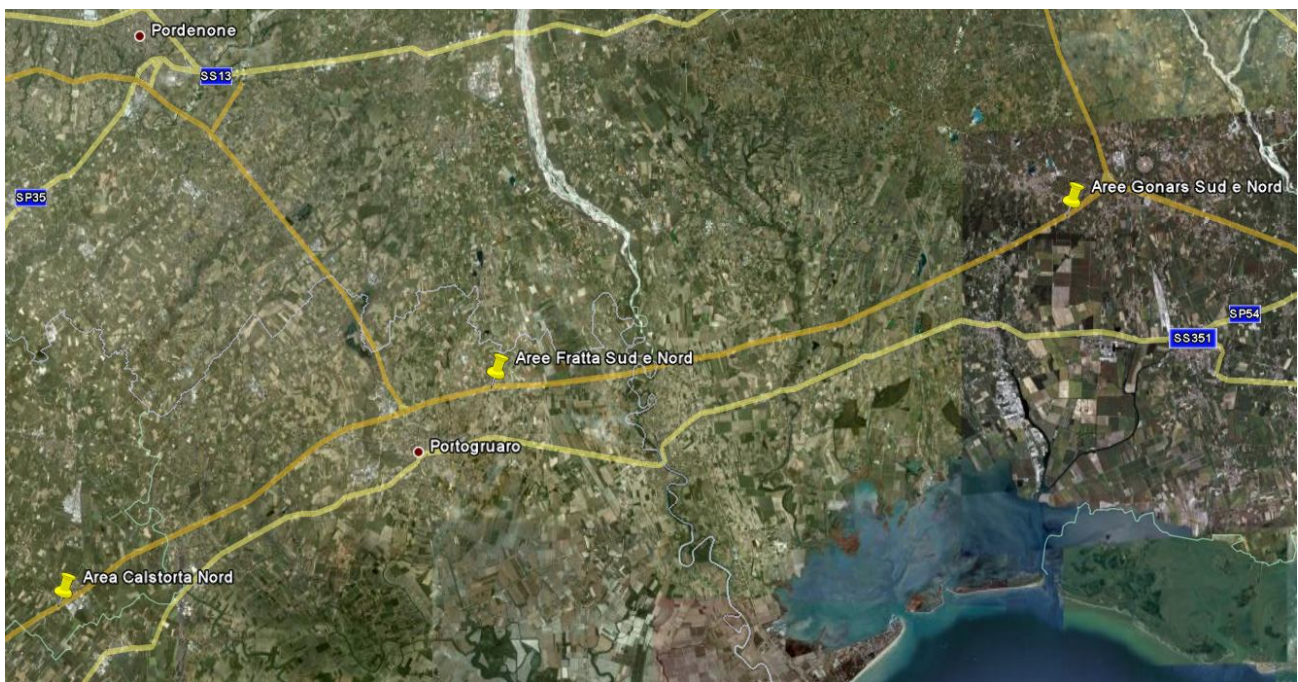 Pordenone
SS13
SP35
Aree Gonars Sud e Nord
SP54
SS351
Aree Fratta Sud e Nord
Portogruaro
Area Calstorta Nord